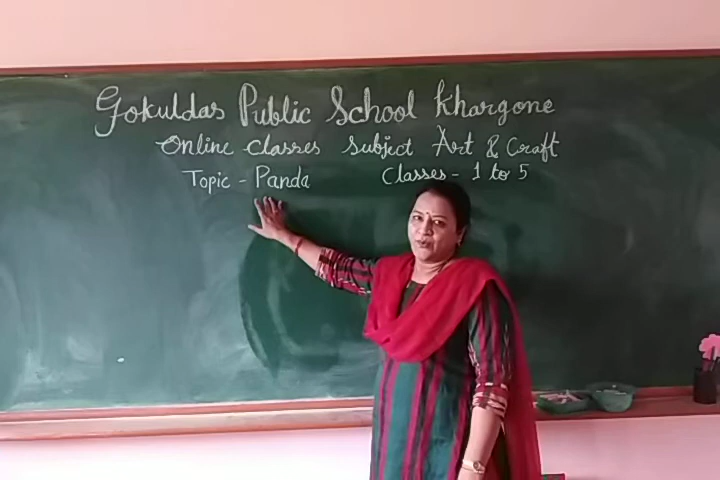 Gokuldas Public School Khargone
Online Classes Subject Art & Craft
Topic - Panda Classes - 1 to 5